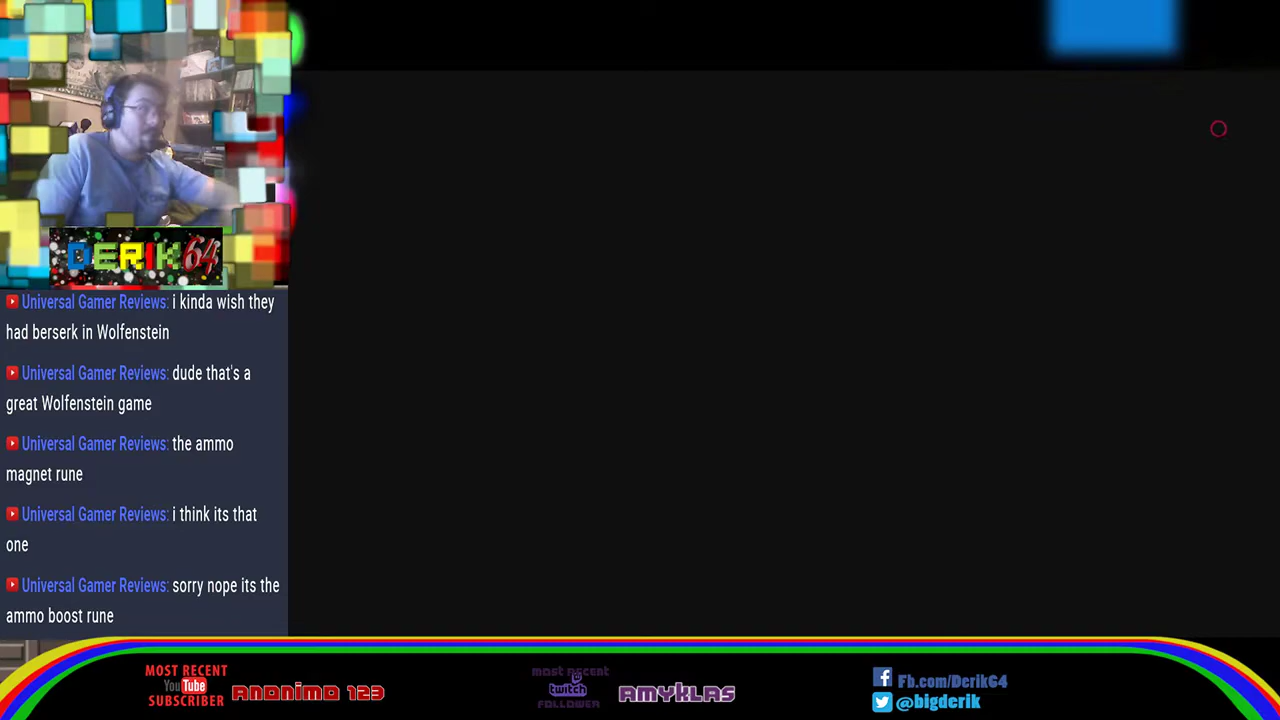 DERIK64
Universal Gamer Reviews: i kinda wish they
had berserk in Wolfenstein
Universal Gamer Reviews: dude that's a
great Wolfenstein game
Universal Gamer Reviews: the ammo
magnet rune
Universal Gamer Reviews: i think its that
one
Universal Gamer Reviews: sorry nope its the
ammo boost rune
MOST RECENT
YouTube
SUBSCRIBER
ANONIMO 123
MOST RECENT
twitch
FOLLOWER
AMYKLAS
Fb.com/Derik64
@bigderik